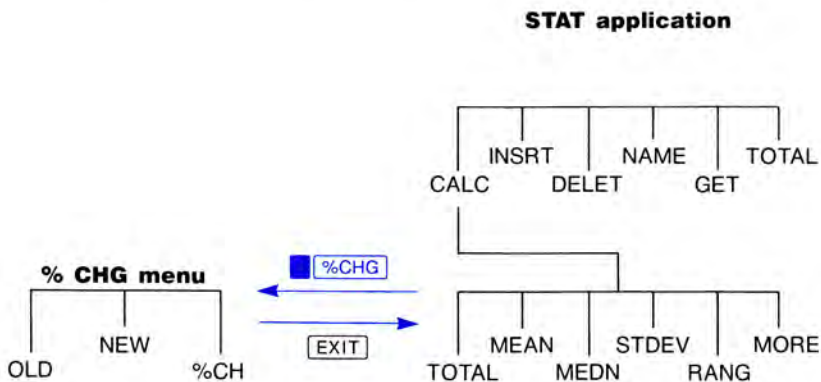 STAT application
INSRT NAME TOTAL
CALC DELET GET
%CHG
% CHG menu
EXIT
NEW
OLD %CH
MEAN STDEV MORE
TOTAL MEDN RANG